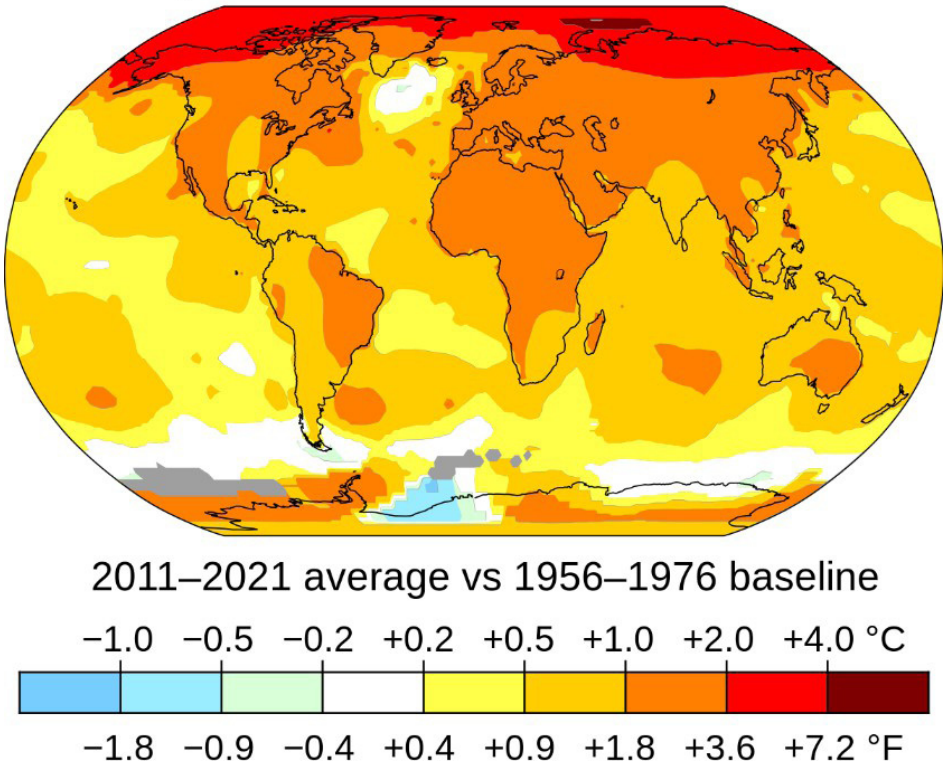 2011–2021 average vs 1956–1976 baseline
−1.0 −0.5 −0.2 +0.2 +0.5 +1.0 +2.0 +4.0 °C
−1.8 −0.9 −0.4 +0.4 +0.9 +1.8 +3.6 +7.2 °F